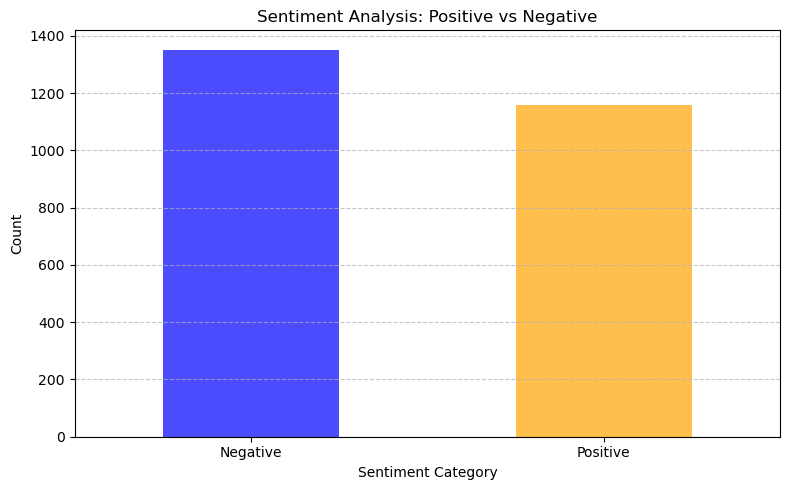 Sentiment Analysis: Positive vs Negative
1400
1200
1000
800
600
400
200
0
Count
Negative Positive
Sentiment Category